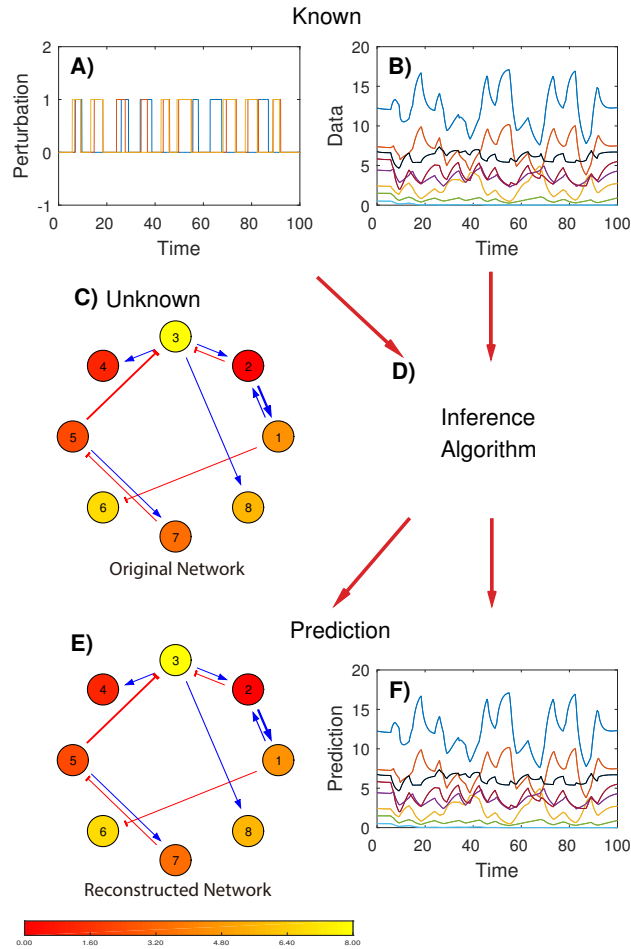 Known
A)
2
1
0
-1
Perturbation
0 20 40 60 80 100
Time
B)
20
15
10
5
0
Data
0 20 40 60 80 100
Time
C) Unknown
3
4
2
5
1
6
8
7
Original Network
D)
Inference
Algorithm
Prediction
E)
3
4
2
5
1
6
8
7
Reconstructed Network
F)
20
15
10
5
0
Prediction
0 20 40 60 80 100
Time
0.00 1.60 3.20 4.80 6.40 8.00